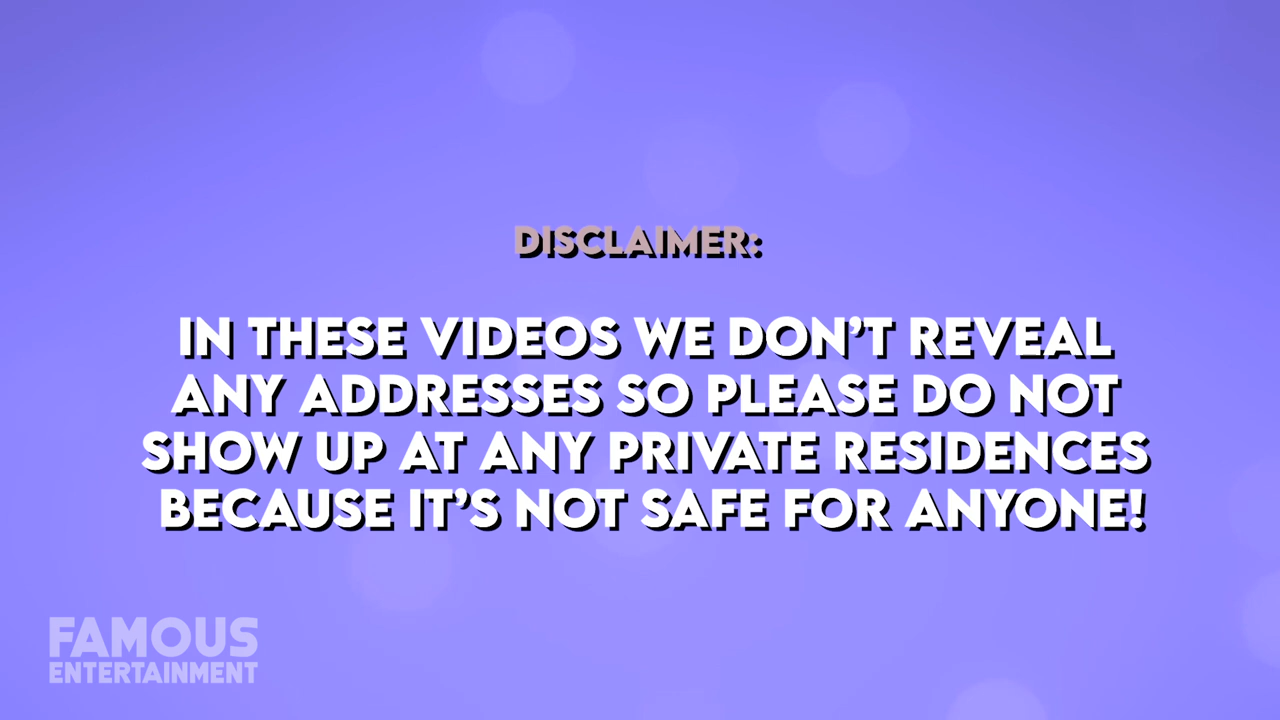 DISCLAIMER:
IN THESE VIDEOS WE DON'T REVEAL
ANY ADDRESSES SO PLEASE DO NOT
SHOW UP AT ANY PRIVATE RESIDENCES
BECAUSE IT'S NOT SAFE FOR ANYONE!
FAMOUS
ENTERTAINMENT